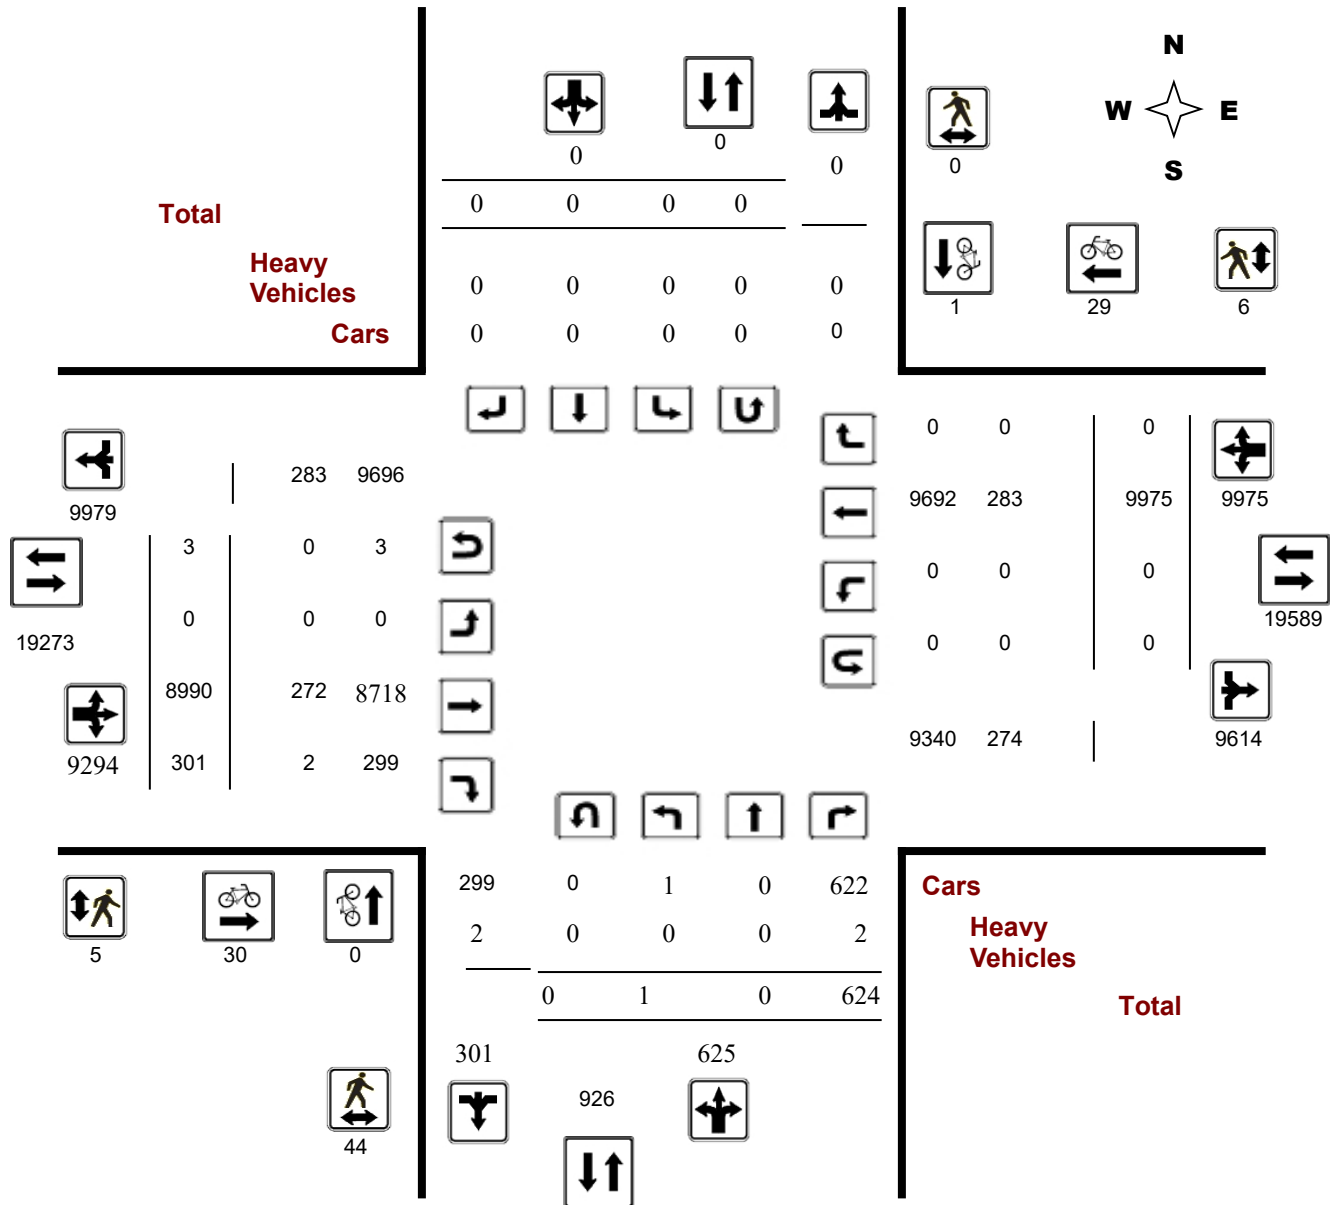 N
W E
S
0 0 0 0
Total
0 0 0 0
1 29 6
Heavy
Vehicles
0 0 0 0 0
Cars
0 0 0 0 0
0 0 0
283 9696
9979
9692 283 9975 9975
3 0 3
0 0 0
0 0 0
19273
19589
0 0 0
8990 272 8718
9340 274 9614
9294 301 2 299
299 0 1 0 622
Cars
2 0 0 0 2
Heavy
Vehicles
5 30 0
0 1 0 624
Total
301 625
926
44